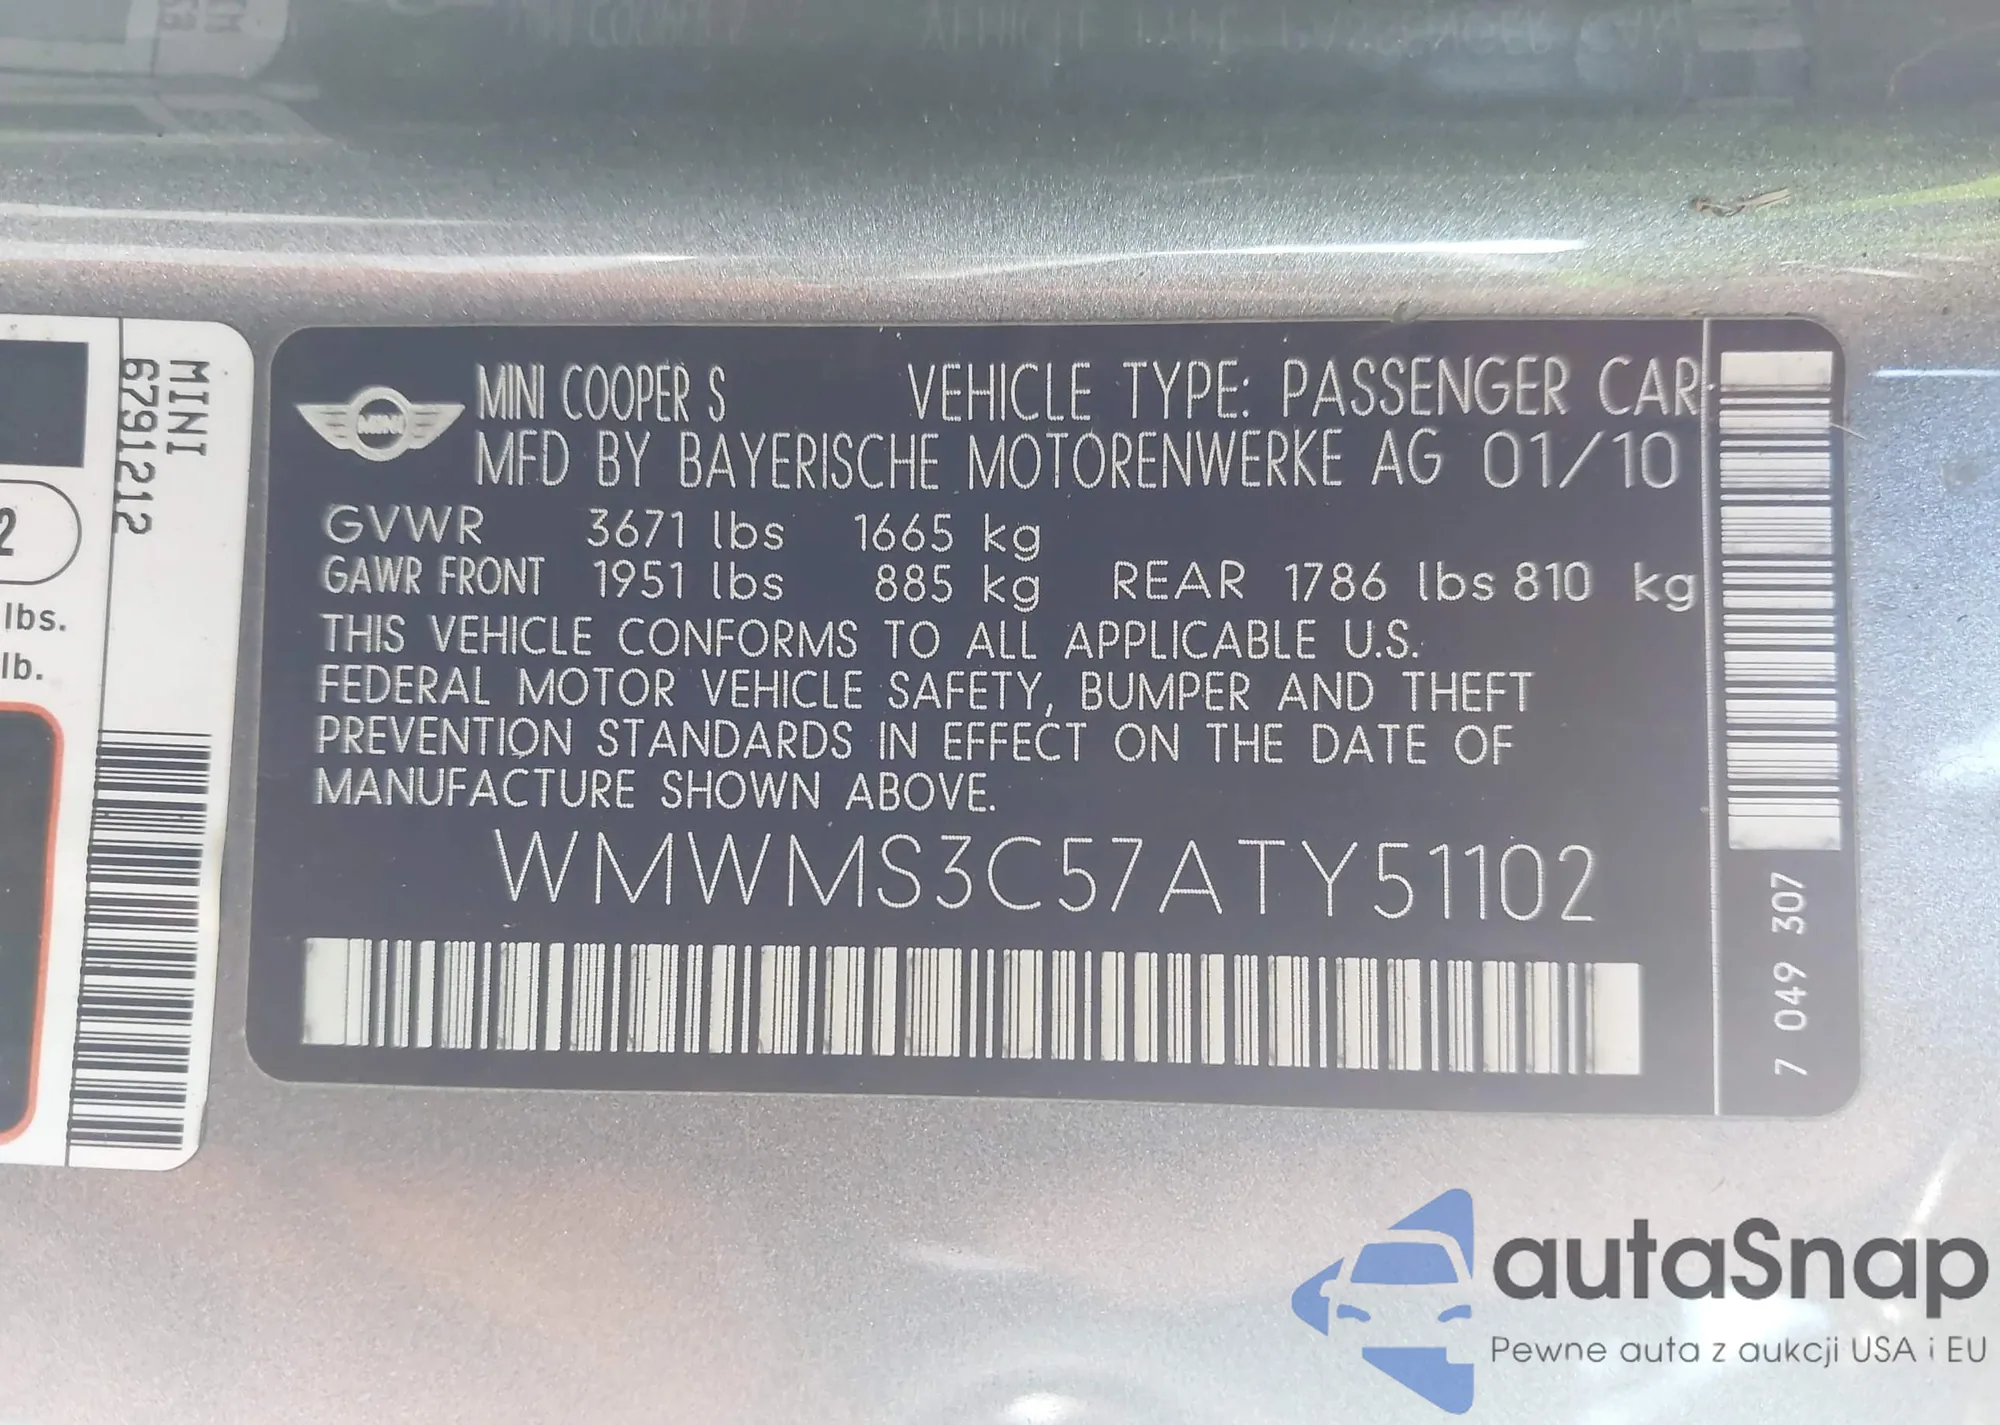 MINI
6791212
2
lbs.
lb.
MINI
MINI COOPER S VEHICLE TYPE: PASSENGER CAR
MFD BY BAYERISCHE MOTORENWERKE AG 01/10
GVWR 3671 lbs 1665 kg
GAWR FRONT 1951 lbs 885 kg REAR 1786 lbs 810 kg
THIS VEHICLE CONFORMS TO ALL APPLICABLE U.S.
FEDERAL MOTOR VEHICLE SAFETY, BUMPER AND THEFT
PREVENTION STANDARDS IN EFFECT ON THE DATE OF
MANUFACTURE SHOWN ABOVE.
WMWMS3C57ATY51102
7 049 307
autaSnap
Pewne auta z aukcji USA i EU